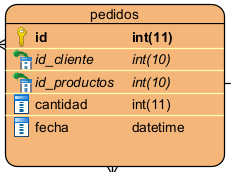 pedidos
id int(11)
id_cliente int(10)
id_productos int(10)
cantidad int(11)
fecha datetime